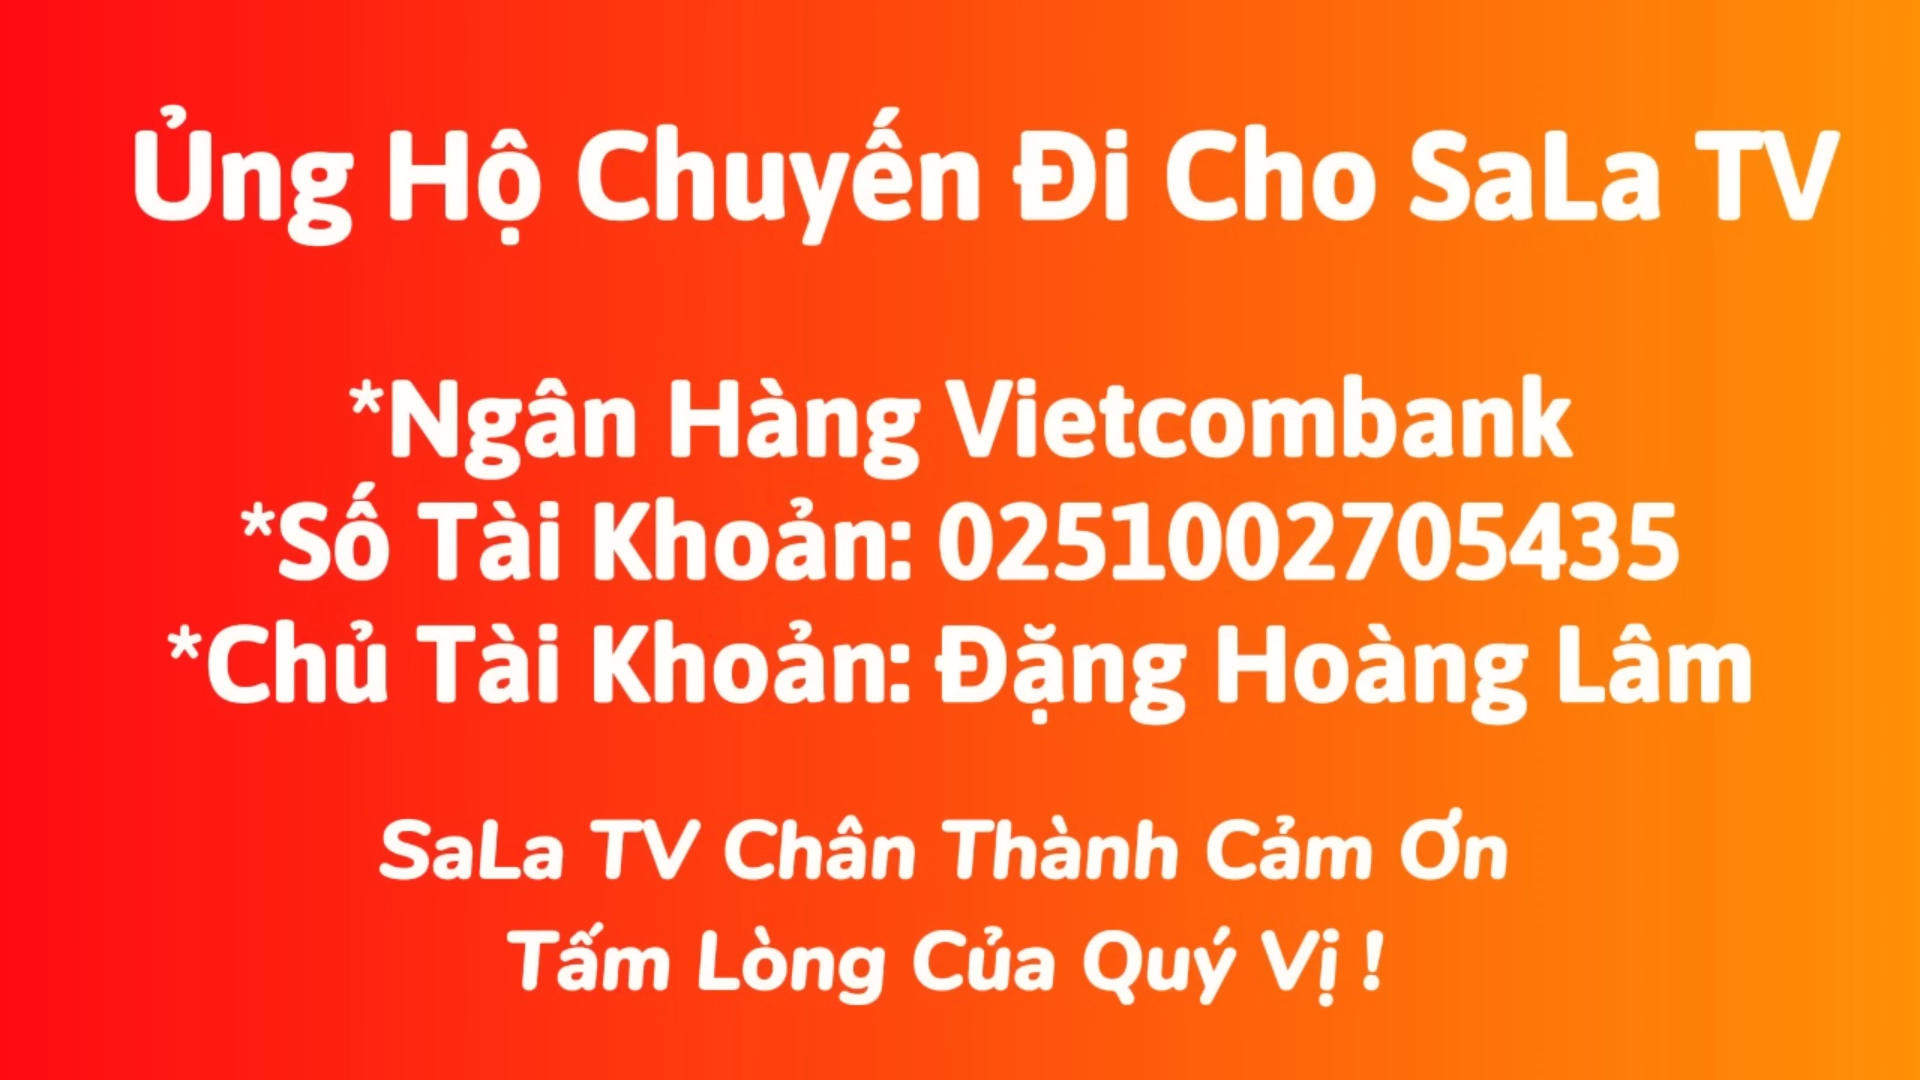 Ủng Hộ Chuyến Đi Cho SaLa TV
*Ngân Hàng Vietcombank
*Số Tài Khoản: 0251002705435
*Chủ Tài Khoản: Đặng Hoàng Lâm
SaLa TV Chân Thành Cảm Ơn
Tấm Lòng Của Quý Vị !